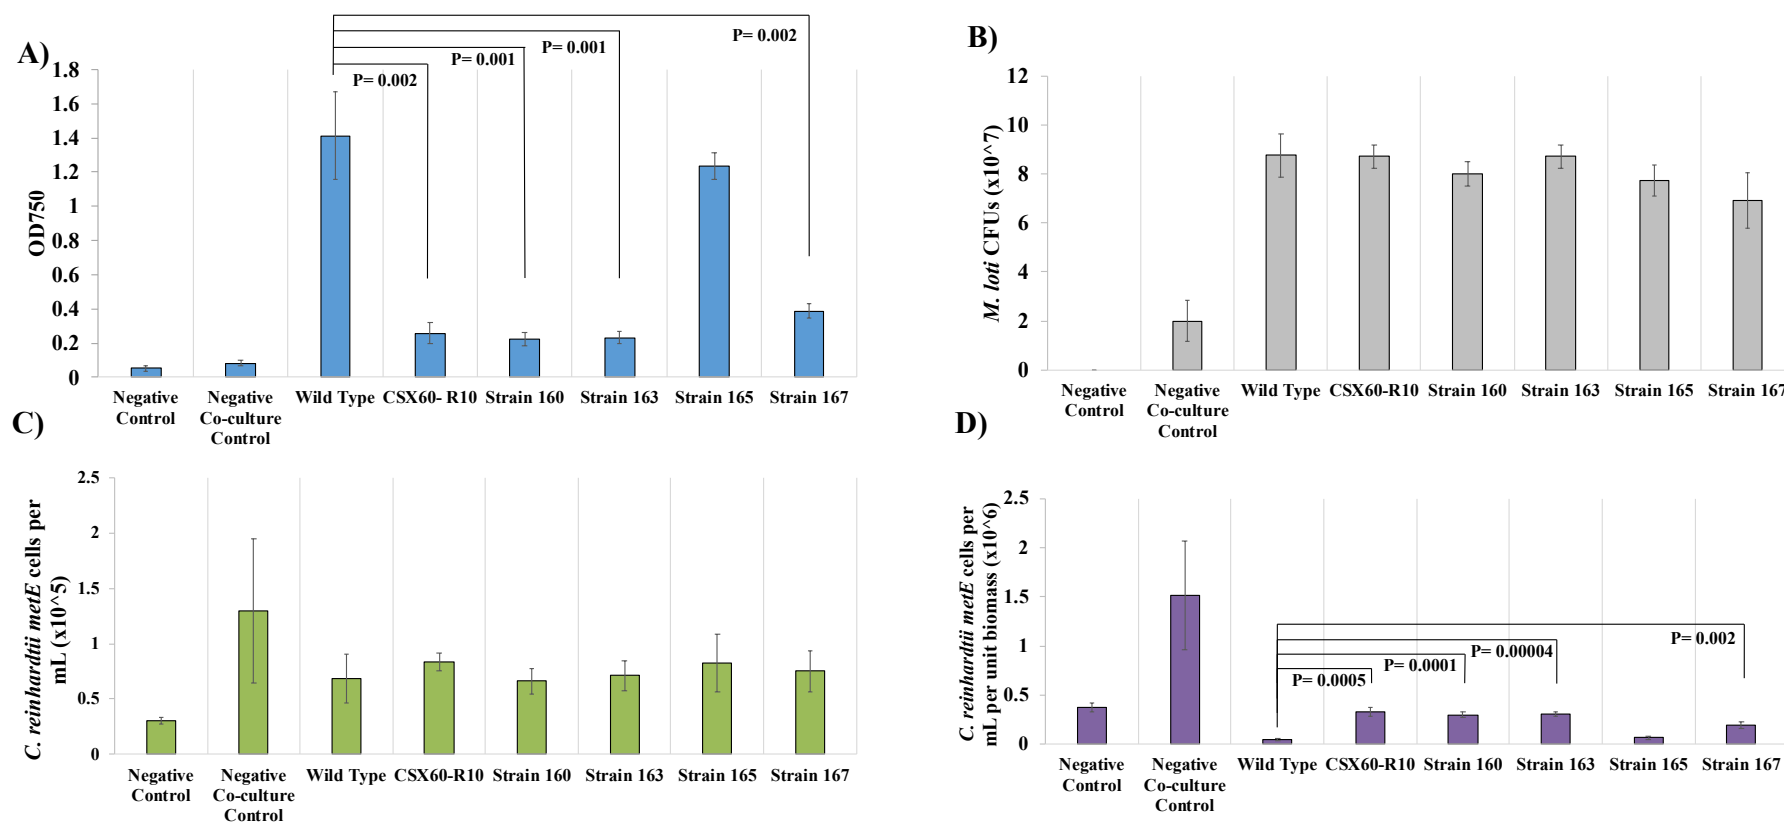 A)
P= 0.002
P= 0.001
P= 0.001
P= 0.002
OD750
1.8
1.6
1.4
1.2
1
0.8
0.6
0.4
0.2
0
Negative
Control
Negative
Co-culture
Control
Wild Type
CSX60- R10
Strain 160
Strain 163
Strain 165
Strain 167
B)
M. loti CFUs (x10^7)
12
10
8
6
4
2
0
Negative
Control
Negative
Co-culture
Control
Wild Type
CSX60-R10
Strain 160
Strain 163
Strain 165
Strain 167
C)
C. reinhardtii metE cells per
mL (x10^5)
2.5
2
1.5
1
0.5
0
Negative
Control
Negative
Co-culture
Control
Wild Type
CSX60-R10
Strain 160
Strain 163
Strain 165
Strain 167
D)
C. reinhardtii metE cells per
mL per unit biomass (x10^6)
2.5
2
1.5
1
0.5
0
P= 0.0005
P= 0.0001
P= 0.00004
P= 0.002
Negative
Control
Negative
Co-culture
Control
Wild Type
CSX60-R10
Strain 160
Strain 163
Strain 165
Strain 167